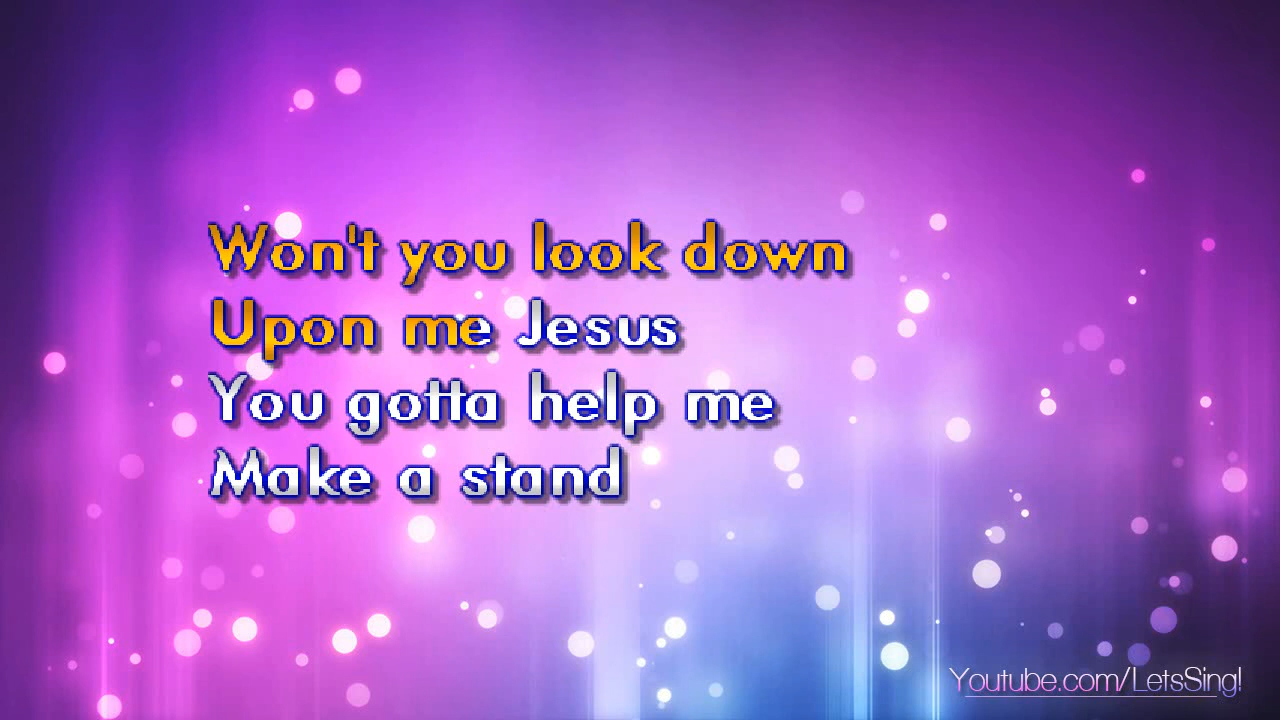 Won't you look down
Upon me Jesus
You gotta help me
Make a stand
Youtube.com/LetsSing!